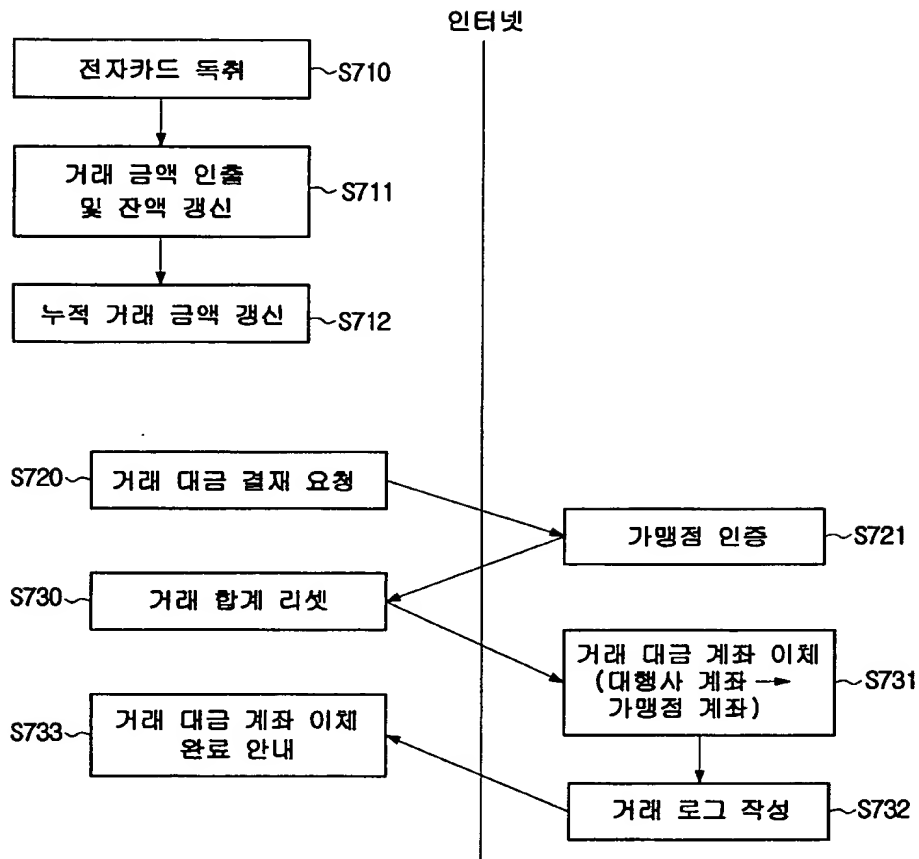 인터넷
전자카드 독취
S710
거래 금액 인출
및 잔액 갱신
S711
누적 거래 금액 갱신
S712
S720
거래 대금 결재 요청
가맹점 인증
S721
S730
거래 합계 리셋
거래 대금 계좌 이체
(대행사 계좌 →
가맹점 계좌)
S731
S733
거래 대금 계좌 이체
완료 안내
거래 로그 작성
S732